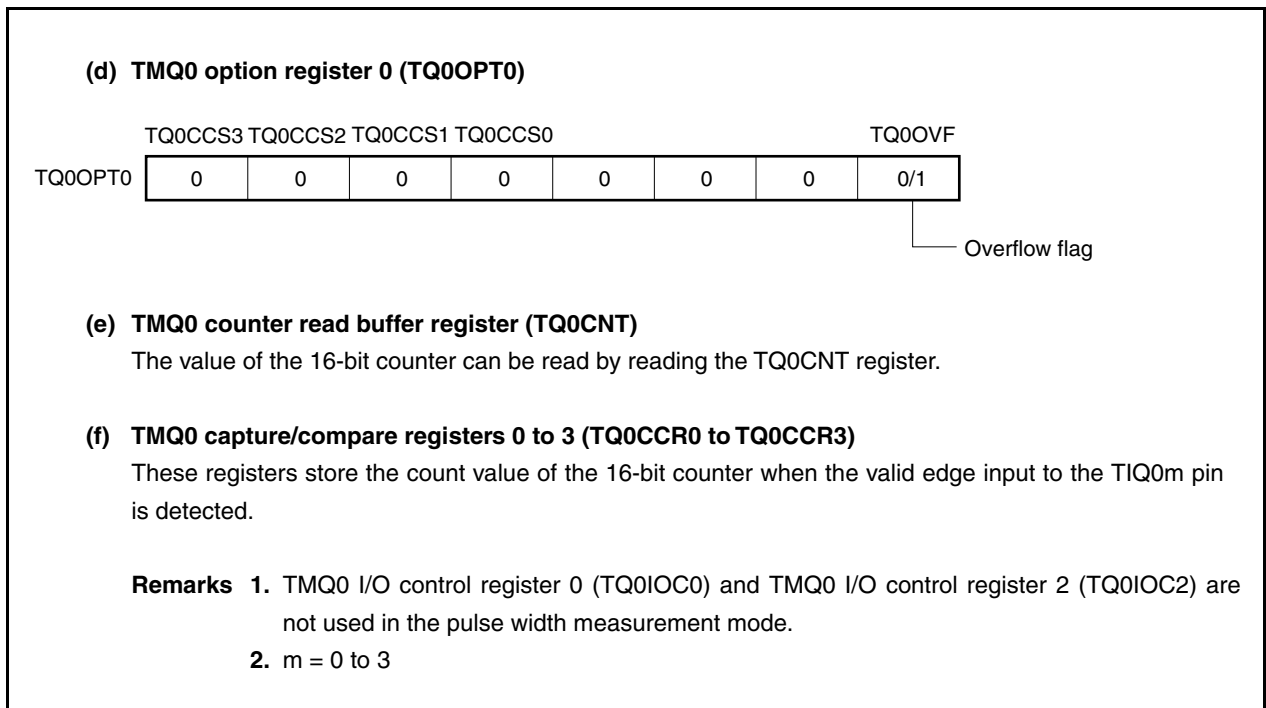 (d) TMQ0 option register 0 (TQ0OPT0)
TQ0CCS3 TQ0CCS2 TQ0CCS1 TQ0CCS0 TQ0OVF
TQ0OPT0 0 0 0 0 0 0 0 0/1
Overflow flag
(e) TMQ0 counter read buffer register (TQ0CNT)
The value of the 16-bit counter can be read by reading the TQ0CNT register.
(f) TMQ0 capture/compare registers 0 to 3 (TQ0CCR0 to TQ0CCR3)
These registers store the count value of the 16-bit counter when the valid edge input to the TIQ0m pin
is detected.
Remarks 1. TMQ0 I/O control register 0 (TQ0IOC0) and TMQ0 I/O control register 2 (TQ0IOC2) are
not used in the pulse width measurement mode.
2. m = 0 to 3